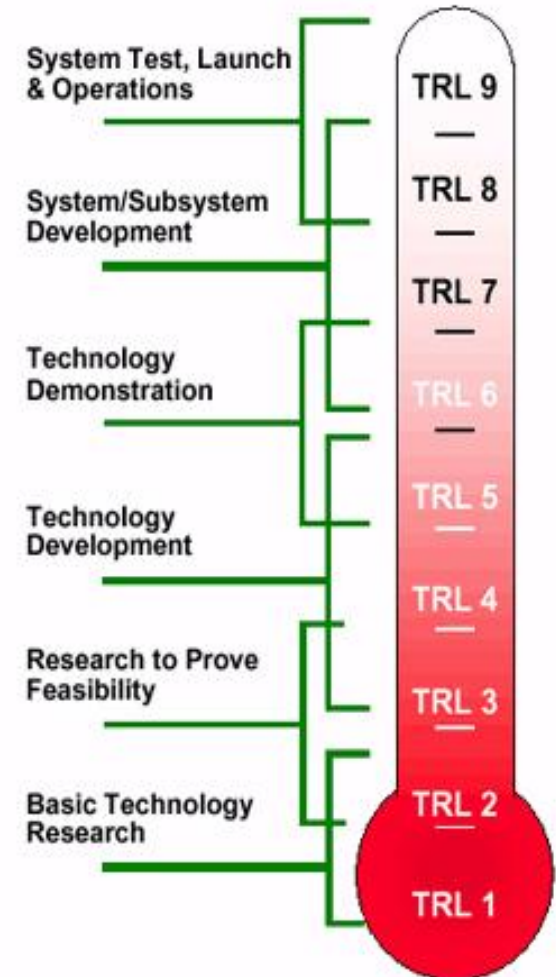 System Test, Launch
& Operations
System/Subsystem
Development
Technology
Demonstration
Technology
Development
Research to Prove
Feasibility
Basic Technology
Research
TRL 9
TRL 8
TRL 7
TRL 6
TRL 5
TRL 4
TRL 3
TRL 2
TRL 1